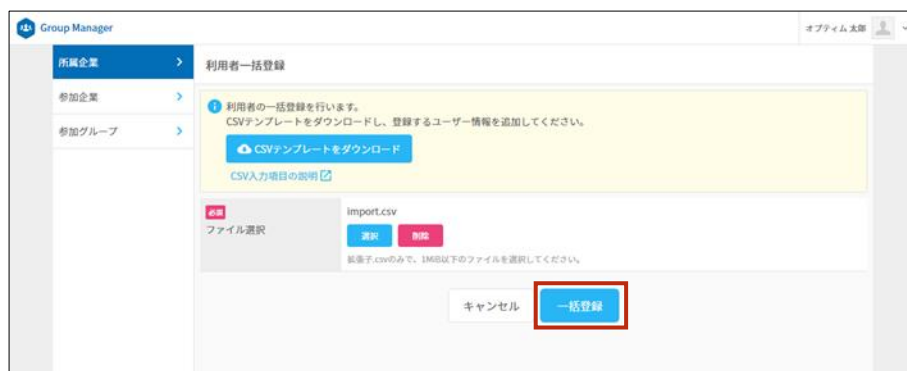 Group Manager
オプティム 太郎
所属企業
参加企業
参加グループ
利用者一括登録
利用者の一括登録を行います。
CSVテンプレートをダウンロードし、登録するユーザー情報を追加してください。
CSVテンプレートをダウンロード
CSV入力項目の説明
必須
ファイル選択
import.csv
選択
削除
拡張子.csvのみで、1MiB以下のファイルを選択してください。
キャンセル
一括登録